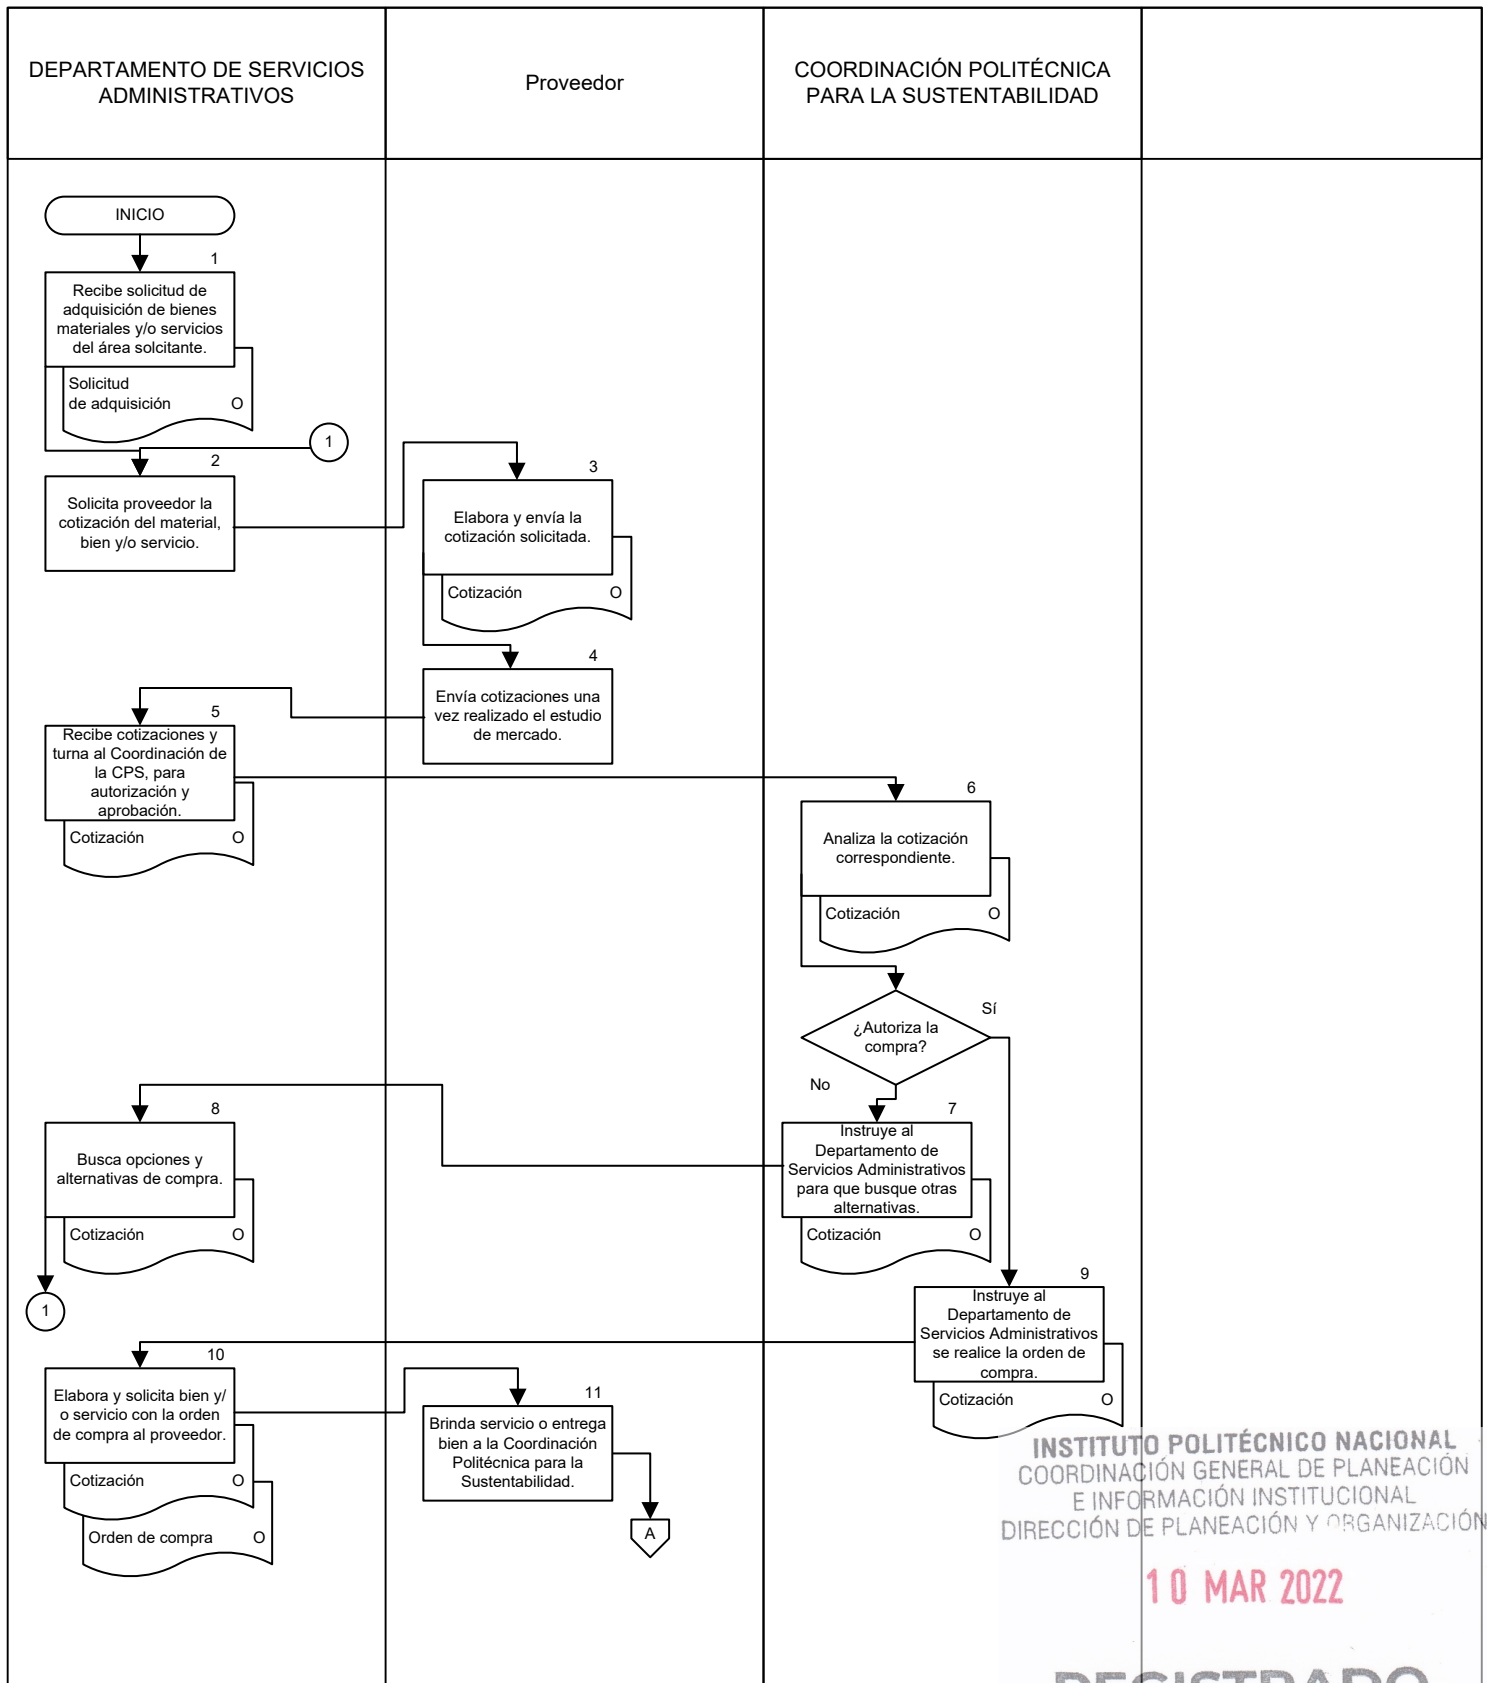 DEPARTAMENTO DE SERVICIOS
ADMINISTRATIVOS
Proveedor
COORDINACIÓN POLITÉCNICA
PARA LA SUSTENTABILIDAD
INICIO
1
Recibe solicitud de
adquisición de bienes
materiales y/o servicios
del área solcitante.
Solicitud
de adquisición O
1
2
Solicita proveedor la
cotización del material,
bien y/o servicio.
3
Elabora y envía la
cotización solicitada.
Cotización O
4
Envía cotizaciones una
vez realizado el estudio
de mercado.
5
Recibe cotizaciones y
turna al Coordinación de
la CPS, para
autorización y
aprobación.
Cotización O
6
Analiza la cotización
correspondiente.
Cotización O
¿Autoriza la
compra?
Sí
No
7
Instruye al
Departamento de
Servicios Administrativos
para que busque otras
alternativas.
Cotización O
8
Busca opciones y
alternativas de compra.
Cotización O
1
9
Instruye al
Departamento de
Servicios Administrativos
se realice la orden de
compra.
Cotización O
10
Elabora y solicita bien y/
o servicio con la orden
de compra al proveedor.
Cotización O
Orden de compra O
11
Brinda servicio o entrega
bien a la Coordinación
Politécnica para la
Sustentabilidad.
A
INSTITUTO POLITÉCNICO NACIONAL
COORDINACIÓN GENERAL DE PLANEACIÓN
E INFORMACIÓN INSTITUCIONAL
DIRECCIÓN DE PLANEACIÓN Y ORGANIZACIÓN
10 MAR 2022
REGISTRADO